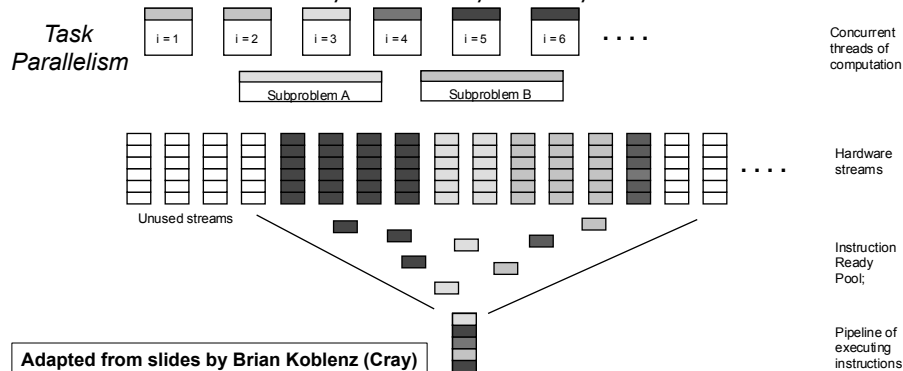 Task
Parallelism
i = 1
i = 2
i = 3
i = 4
i = 5
i = 6
. . . .
Concurrent
threads of
computation
Subproblem A
Subproblem B
Hardware
streams
. . . .
Unused streams
Instruction
Ready
Pool;
Pipeline of
executing
instructions
Adapted from slides by Brian Koblenz (Cray)